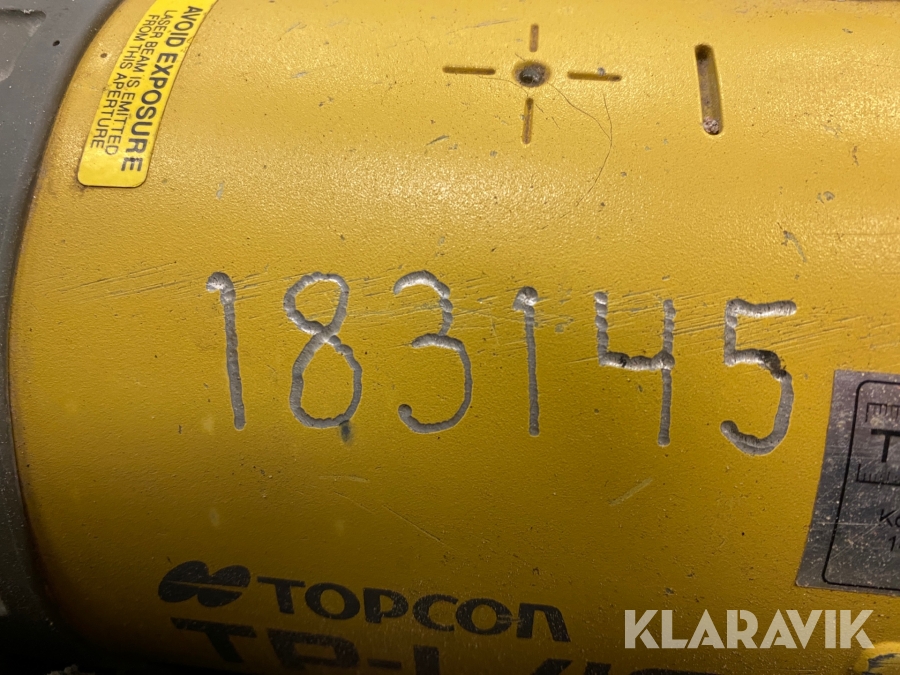 AVOID EXPOSURE
LASER BEAM IS EMITTED
FROM THIS APERTURE
183145
TOPCON
KLARAVIK